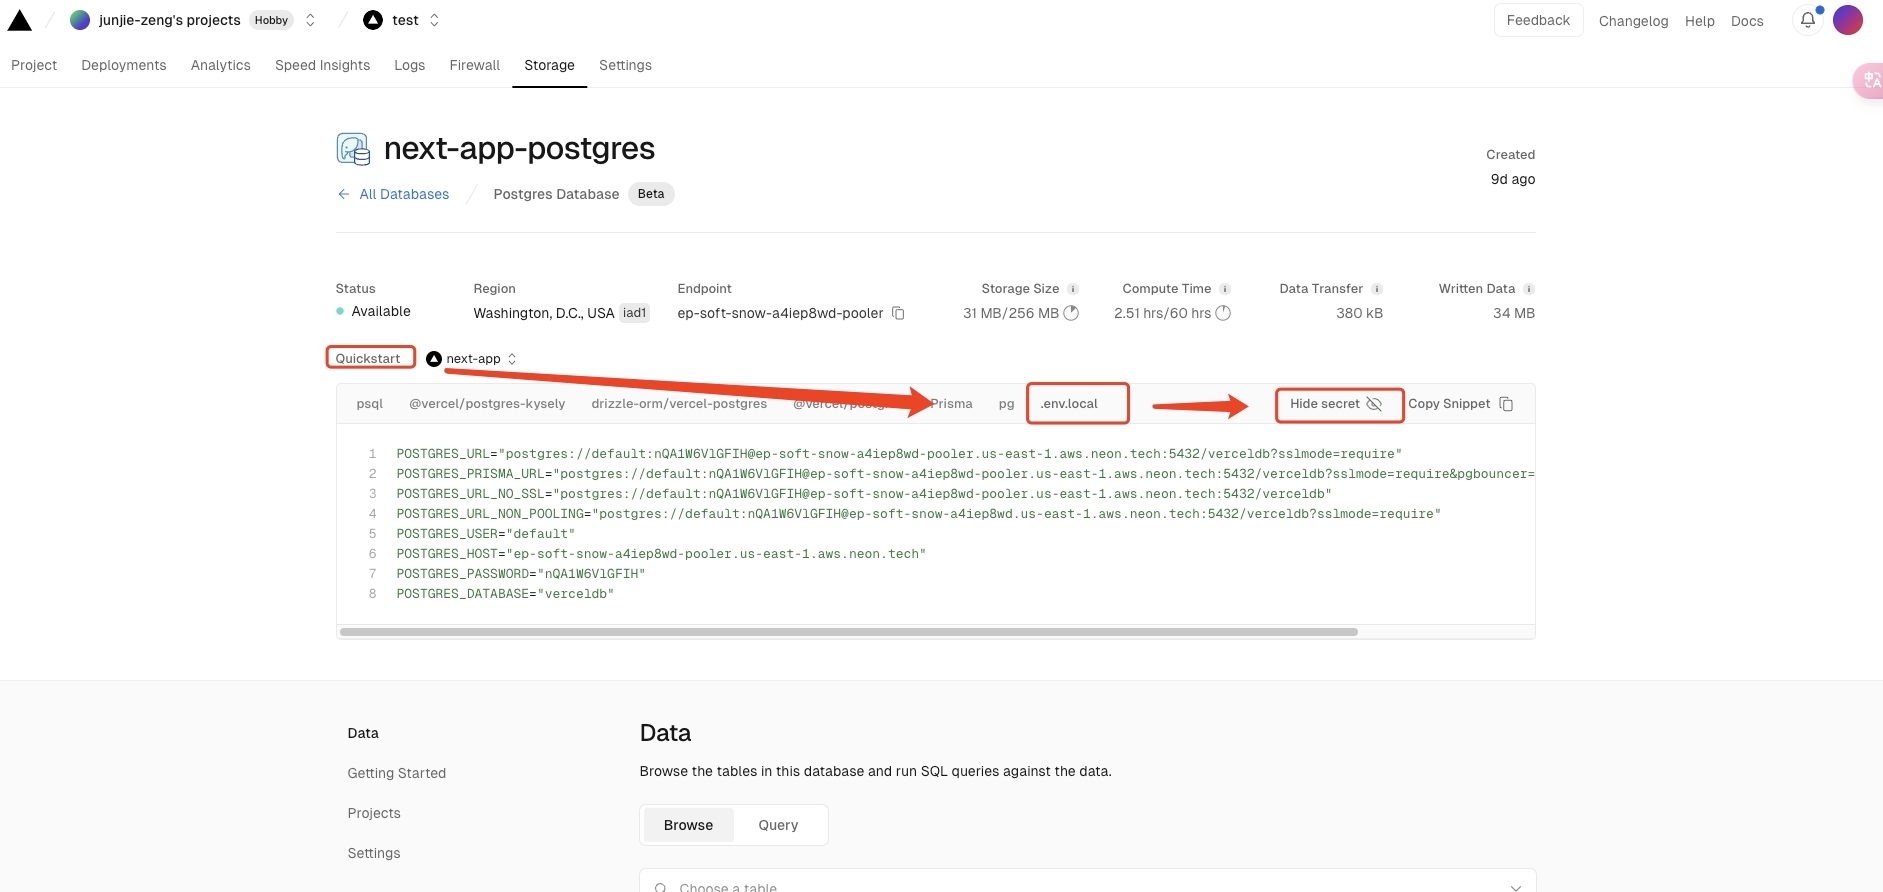 junjie-zeng's projects Hobby test Feedback Changelog Help Docs
Project Deployments Analytics Speed Insights Logs Firewall Storage Settings
next-app-postgres
Created
9d ago
All Databases Postgres Database Beta
Status Region Endpoint Storage Size Compute Time Data Transfer Written Data
Available Washington, D.C., USA iad1 ep-soft-snow-a4iep8wd-pooler 31 MB/256 MB 2.51 hrs/60 hrs 380 kB 34 MB
Quickstart next-app
psql @vercel/postgres-kysely drizzle-orm/vercel-postgres Prisma pg .env.local Hide secret Copy Snippet
1 POSTGRES_URL="postgres://default:nQA1W6VlGFIH@ep-soft-snow-a4iep8wd-pooler.us-east-1.aws.neon.tech:5432/verceldb?sslmode=require"
2 POSTGRES_PRISMA_URL="postgres://default:nQA1W6VlGFIH@ep-soft-snow-a4iep8wd-pooler.us-east-1.aws.neon.tech:5432/verceldb?sslmode=require&pgbouncer=
3 POSTGRES_URL_NO_SSL="postgres://default:nQA1W6VlGFIH@ep-soft-snow-a4iep8wd-pooler.us-east-1.aws.neon.tech:5432/verceldb"
4 POSTGRES_URL_NON_POOLING="postgres://default:nQA1W6VlGFIH@ep-soft-snow-a4iep8wd.us-east-1.aws.neon.tech:5432/verceldb?sslmode=require"
5 POSTGRES_USER="default"
6 POSTGRES_HOST="ep-soft-snow-a4iep8wd-pooler.us-east-1.aws.neon.tech"
7 POSTGRES_PASSWORD="nQA1W6VlGFIH"
8 POSTGRES_DATABASE="verceldb"
Data
Getting Started
Projects
Settings
Data
Browse the tables in this database and run SQL queries against the data.
Browse Query
Choose a table